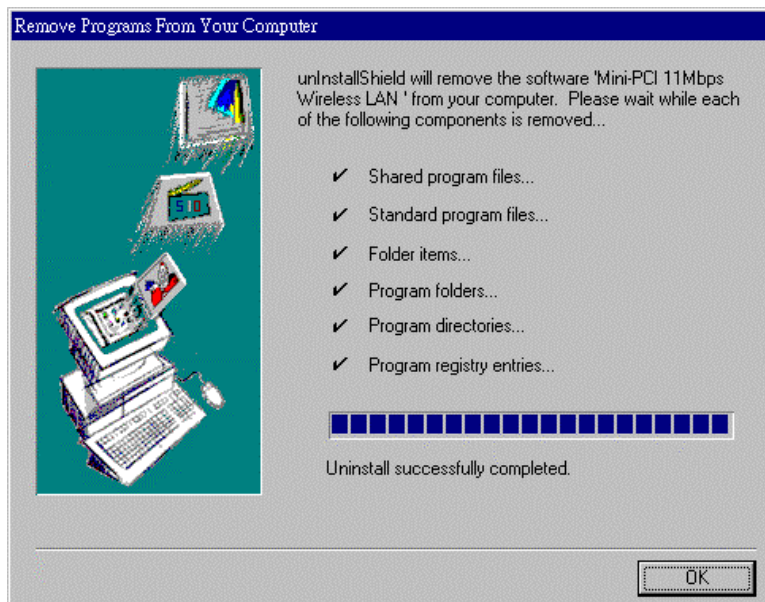 Remove Programs From Your Computer
unInstallShield will remove the software 'Mini-PCI 11Mbps
Wireless LAN ' from your computer. Please wait while each
of the following components is removed...
✔ Shared program files...
✔ Standard program files...
✔ Folder items...
✔ Program folders...
✔ Program directories...
✔ Program registry entries...
Uninstall successfully completed.
OK